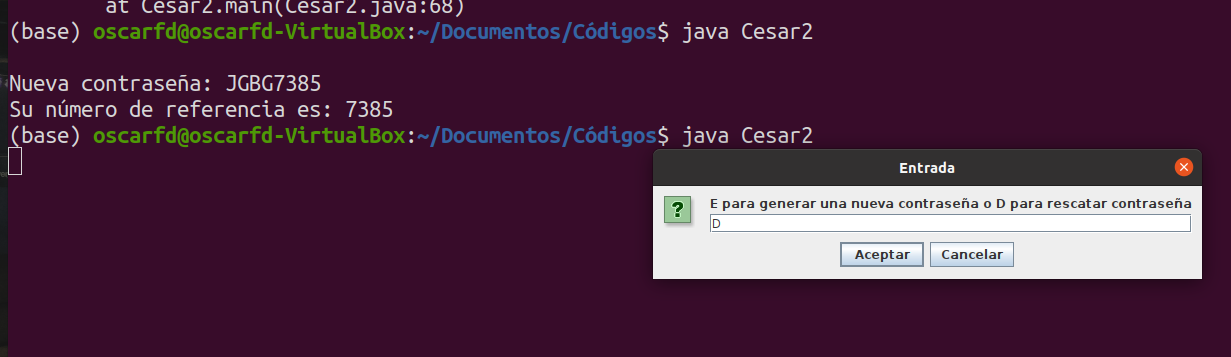 at Cesar2.main(Cesar2.java:68)
(base) oscarfd@oscarfd-VirtualBox:~/Documentos/Códigos$ java Cesar2
Nueva contraseña: JGBG7385
Su número de referencia es: 7385
(base) oscarfd@oscarfd-VirtualBox:~/Documentos/Códigos$ java Cesar2
Entrada
E para generar una nueva contraseña o D para rescatar contraseña
D
Aceptar Cancelar